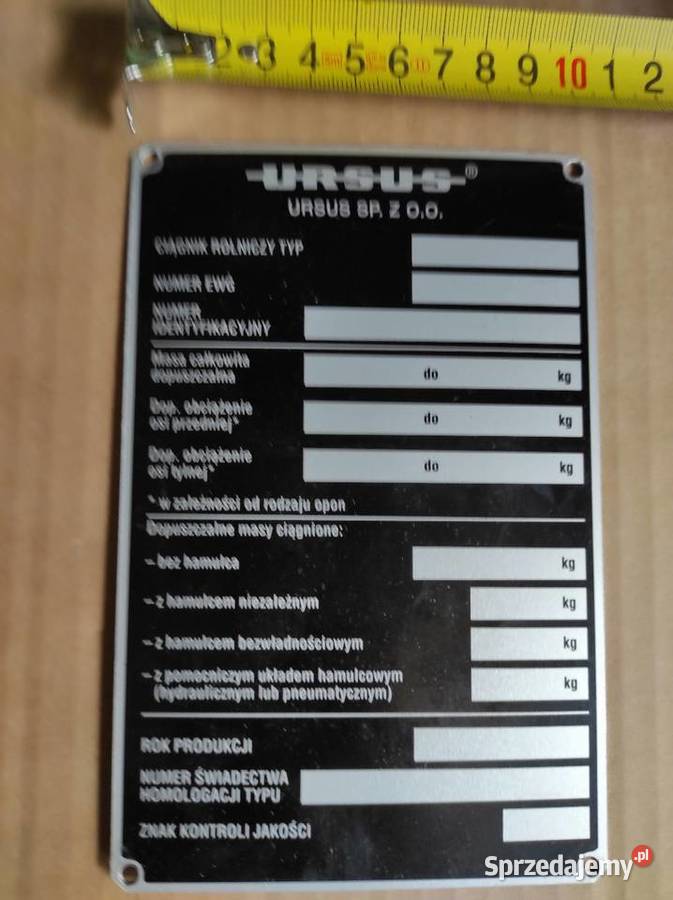 2 3 4 5 6 7 8 9 10 1 2
URSUS®
URSUS SP. Z O.O.
CIĄGNIK ROLNICZY TYP
NUMER EWG
NUMER
IDENTYFIKACYJNY
Masa całkowita
dopuszczalna do kg
Dop. obciążenie
osi przedniej* do kg
Dop. obciążenie
osi tylnej* do kg
* w zależności od rodzaju opon
Dopuszczalne masy ciągnione:
– bez hamulca kg
– z hamulcem niezależnym kg
– z hamulcem bezwładnościowym kg
– z pomocniczym układem hamulcowym
(hydraulicznym lub pneumatycznym) kg
ROK PRODUKCJI
NUMER ŚWIADECTWA
HOMOLOGACJI TYPU
ZNAK KONTROLI JAKOŚCI
Sprzedajemy.pl